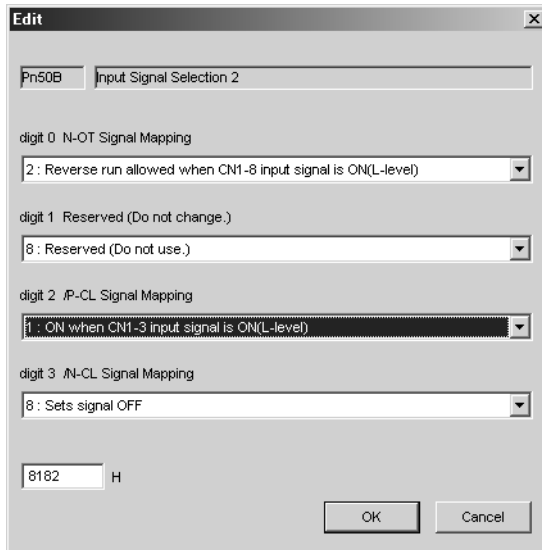 Edit
Pn50B Input Signal Selection 2
digit 0 N-OT Signal Mapping
2 : Reverse run allowed when CN1-8 input signal is ON(L-level)
digit 1 Reserved (Do not change.)
8 : Reserved (Do not use.)
digit 2 /P-CL Signal Mapping
1 : ON when CN1-3 input signal is ON(L-level)
digit 3 /N-CL Signal Mapping
8 : Sets signal OFF
8182 H
OK Cancel